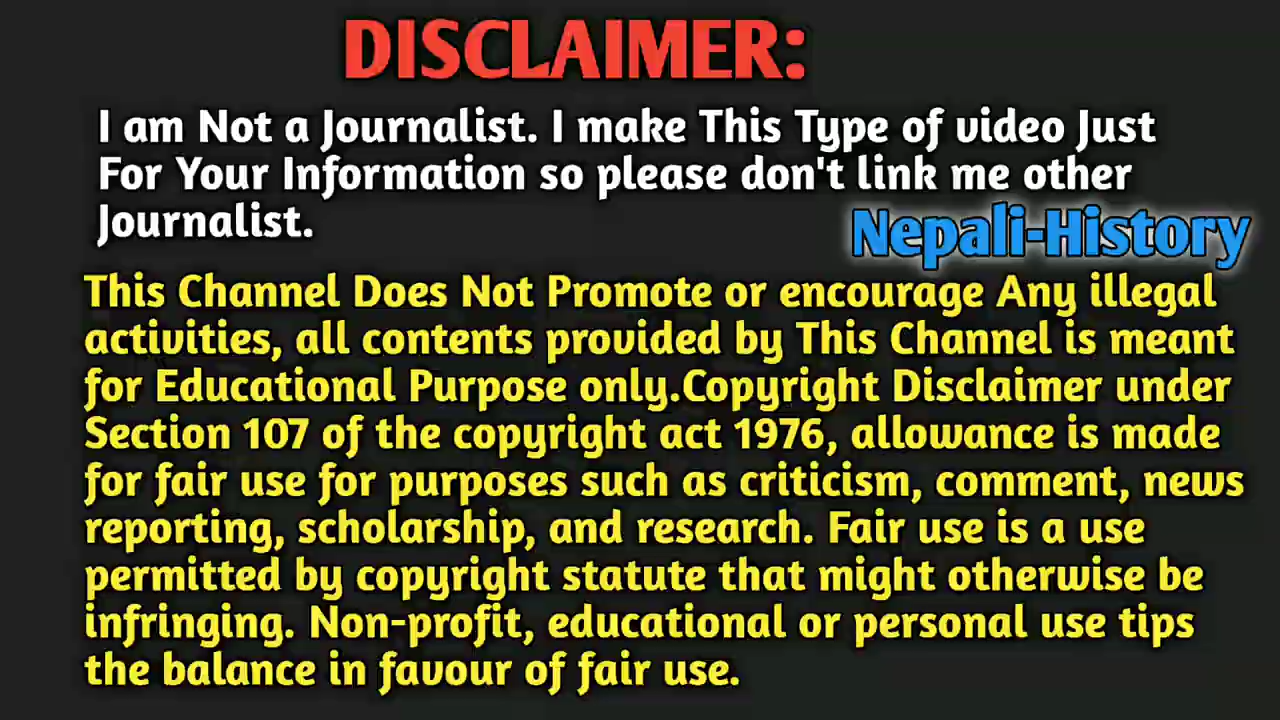 DISCLAIMER:
I am Not a Journalist. I make This Type of video Just
For Your Information so please don't link me other
Journalist.
Nepali-History
This Channel Does Not Promote or encourage Any illegal
activities, all contents provided by This Channel is meant
for Educational Purpose only.Copyright Disclaimer under
Section 107 of the copyright act 1976, allowance is made
for fair use for purposes such as criticism, comment, news
reporting, scholarship, and research. Fair use is a use
permitted by copyright statute that might otherwise be
infringing. Non-profit, educational or personal use tips
the balance in favour of fair use.